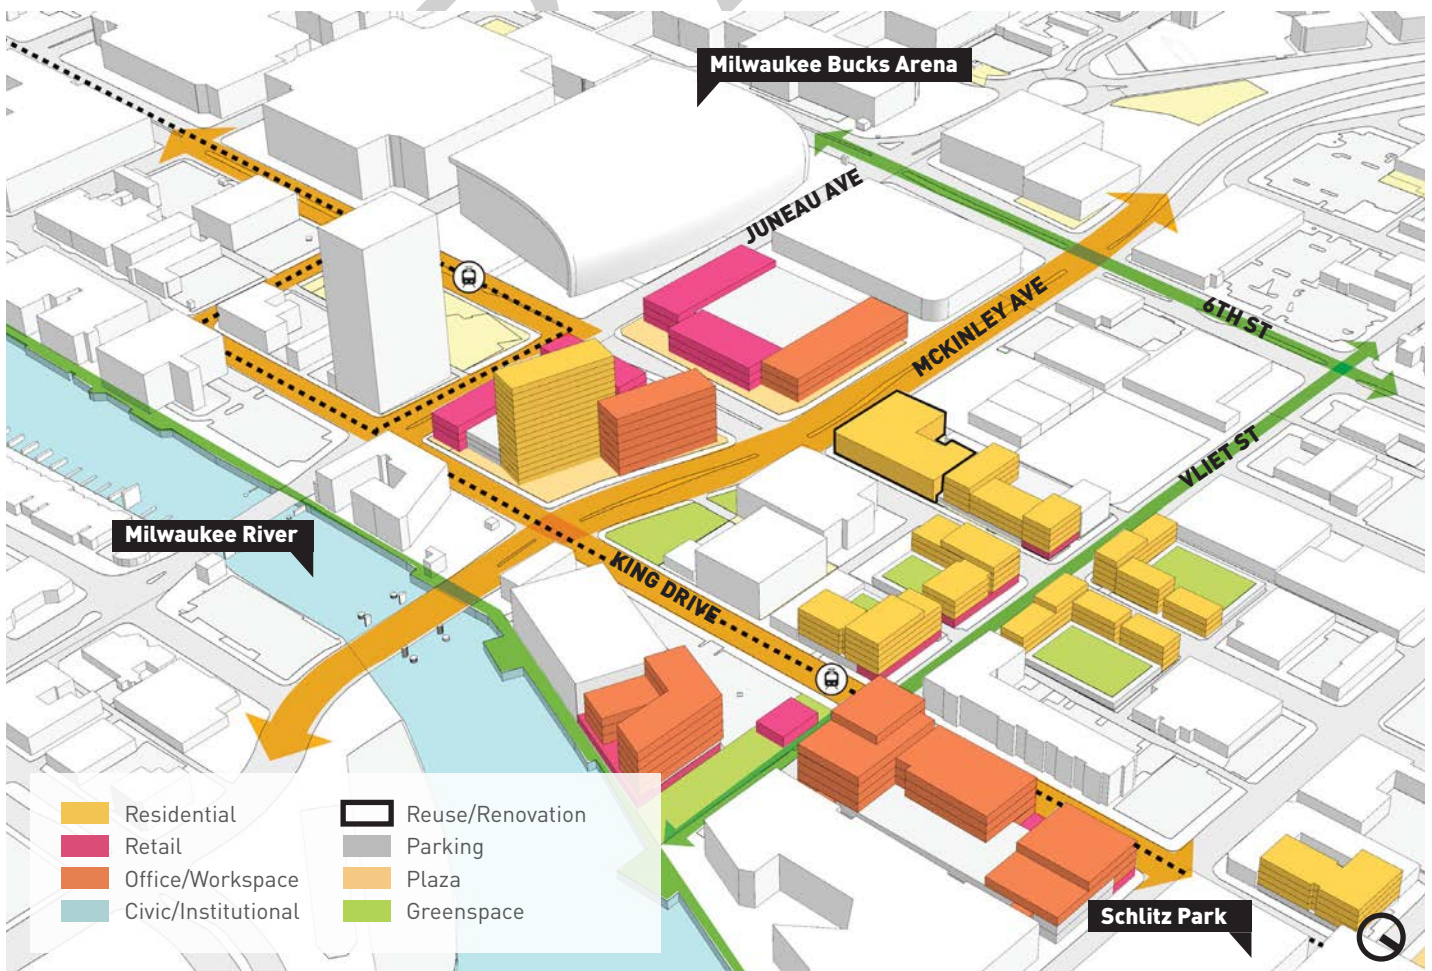 Milwaukee Bucks Arena
JUNEAU AVE
MCKINLEY AVE
6TH ST
VLIET ST
Milwaukee River
KING DRIVE
Schlitz Park
Residential
Retail
Office/Workspace
Civic/Institutional
Reuse/Renovation
Parking
Plaza
Greenspace